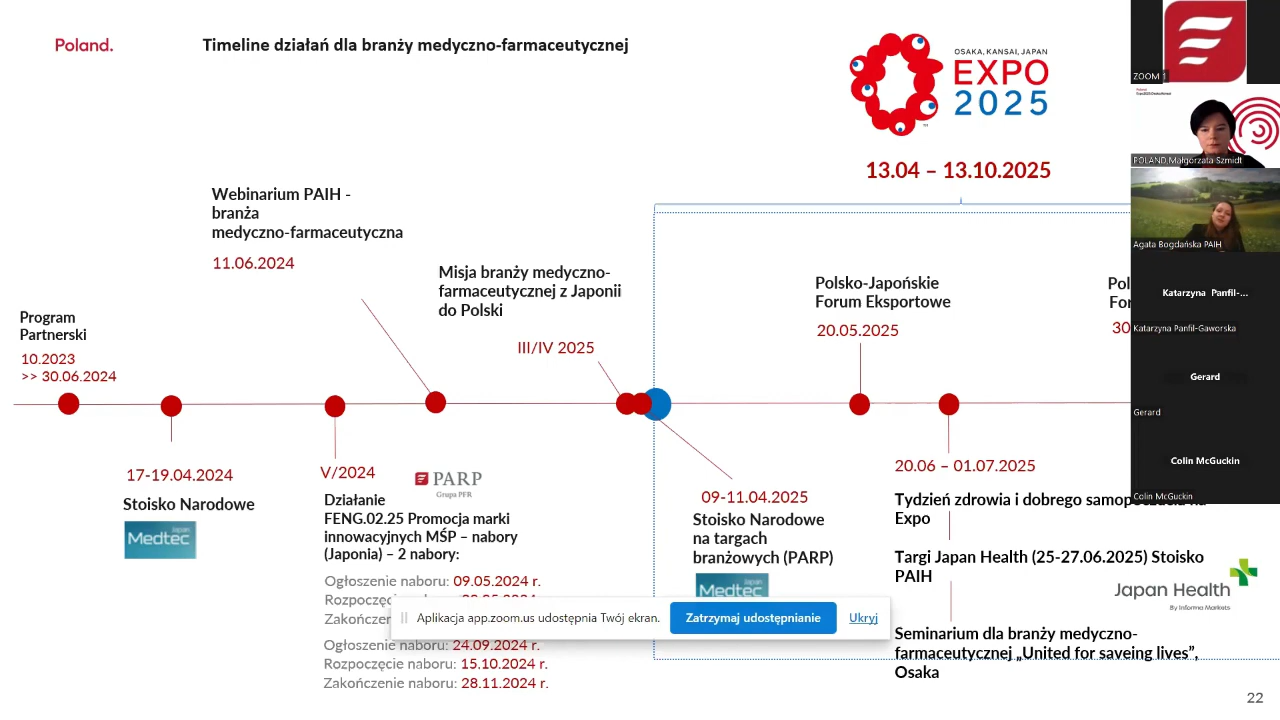 Poland.
Timeline działań dla branży medyczno-farmaceutycznej
OSAKA, KANSAI, JAPAN
EXPO
2025
13.04 – 13.10.2025
Webinarium PAIH -
branża
medyczno-farmaceutyczna
11.06.2024
Misja branży medyczno-
farmaceutycznej z Japonii
do Polski
III/IV 2025
Polsko-Japońskie
Forum Eksportowe
20.05.2025
Pol
For
30
Program
Partnerski
10.2023
>> 30.06.2024
17-19.04.2024
Stoisko Narodowe
Japan
Medtec
V/2024
PARP
Grupa PFR
Działanie
FENG.02.25 Promocja marki
innowacyjnych MŚP – nabory
(Japonia) – 2 nabory:
Ogłoszenie naboru: 09.05.2024 r.
Ogłoszenie naboru: 24.09.2024 r.
Rozpoczęcie naboru: 15.10.2024 r.
Zakończenie naboru: 28.11.2024 r.
09-11.04.2025
Stoisko Narodowe
na targach
branżowych (PARP)
Japan
Medtec
20.06 – 01.07.2025
Tydzień zdrowia i dobrego
Expo
Targi Japan Health (25-27.06.2025) Stoisko
PAIH
Japan Health
By Informa Markets
Seminarium dla branży medyczno-
farmaceutycznej „United for saveing lives”,
Osaka
Aplikacja app.zoom.us udostępnia Twój ekran.
Zatrzymaj udostępnianie
Ukryj
22
ZOOM 1
POLAND Małgorzata Szmidt
Agata Bogdańska PAIH
Katarzyna Panfil-...
Katarzyna Panfil-Gaworska
Gerard
Gerard
Colin McGuckin
Colin McGuckin